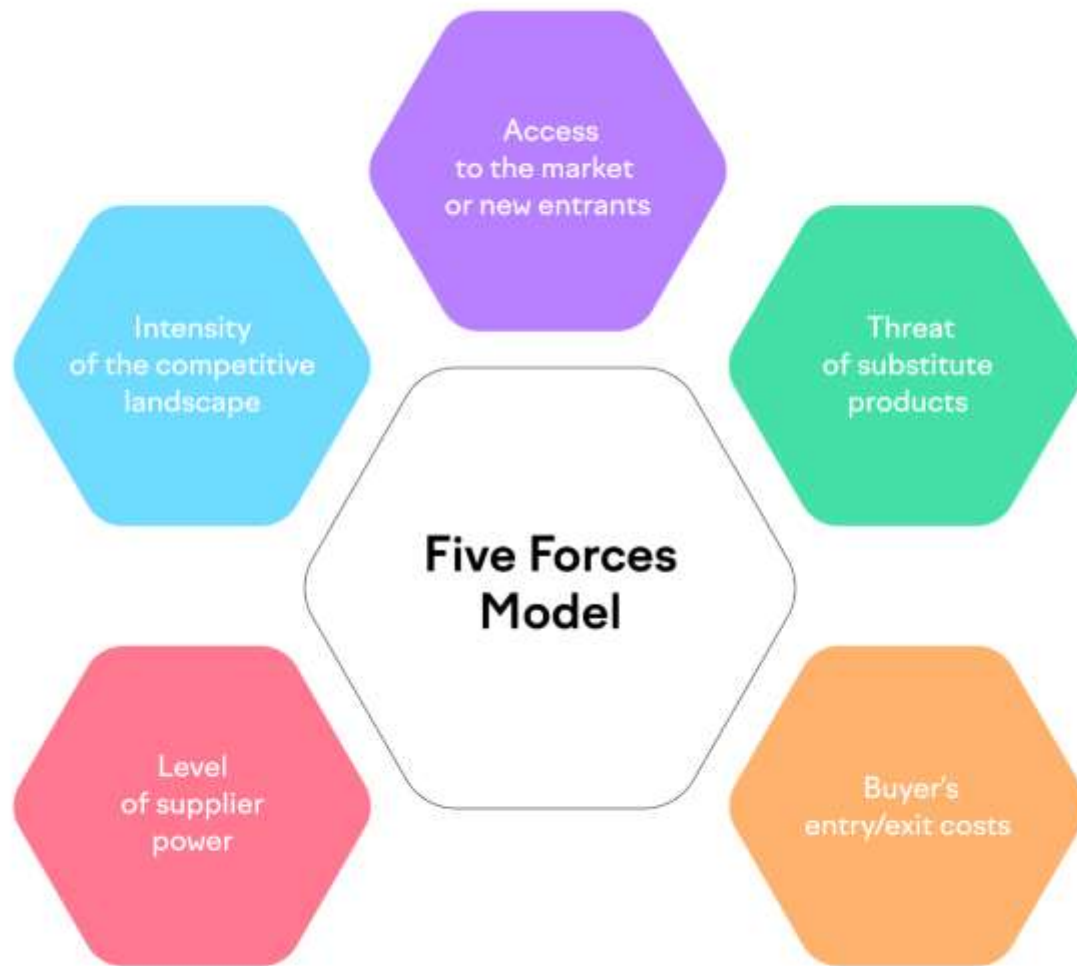 Access
to the market
or new entrants
Intensity
of the competitive
landscape
Threat
of substitute
products
Five Forces
Model
Level
of supplier
power
Buyer's
entry/exit costs